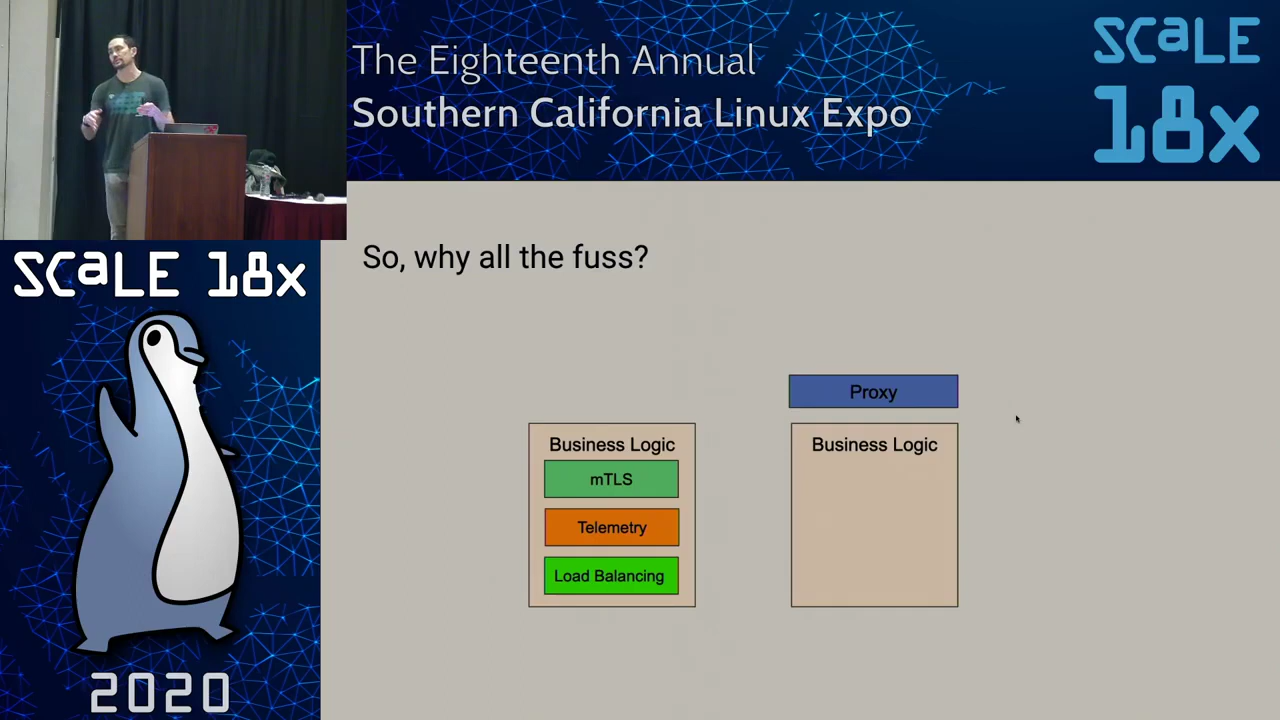 The Eighteenth Annual
Southern California Linux Expo
SCaLE
18x
SCaLE 18x
2020
So, why all the fuss?
Business Logic
mTLS
Telemetry
Load Balancing
Proxy
Business Logic